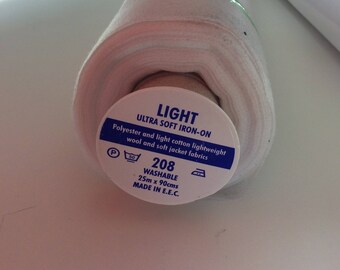 LIGHT
ULTRA SOFT IRON-ON
Polyester and light cotton lightweight
wool and soft jacket fabrics
P
208
WASHABLE
25m x 90cms
MADE IN E.E.C.